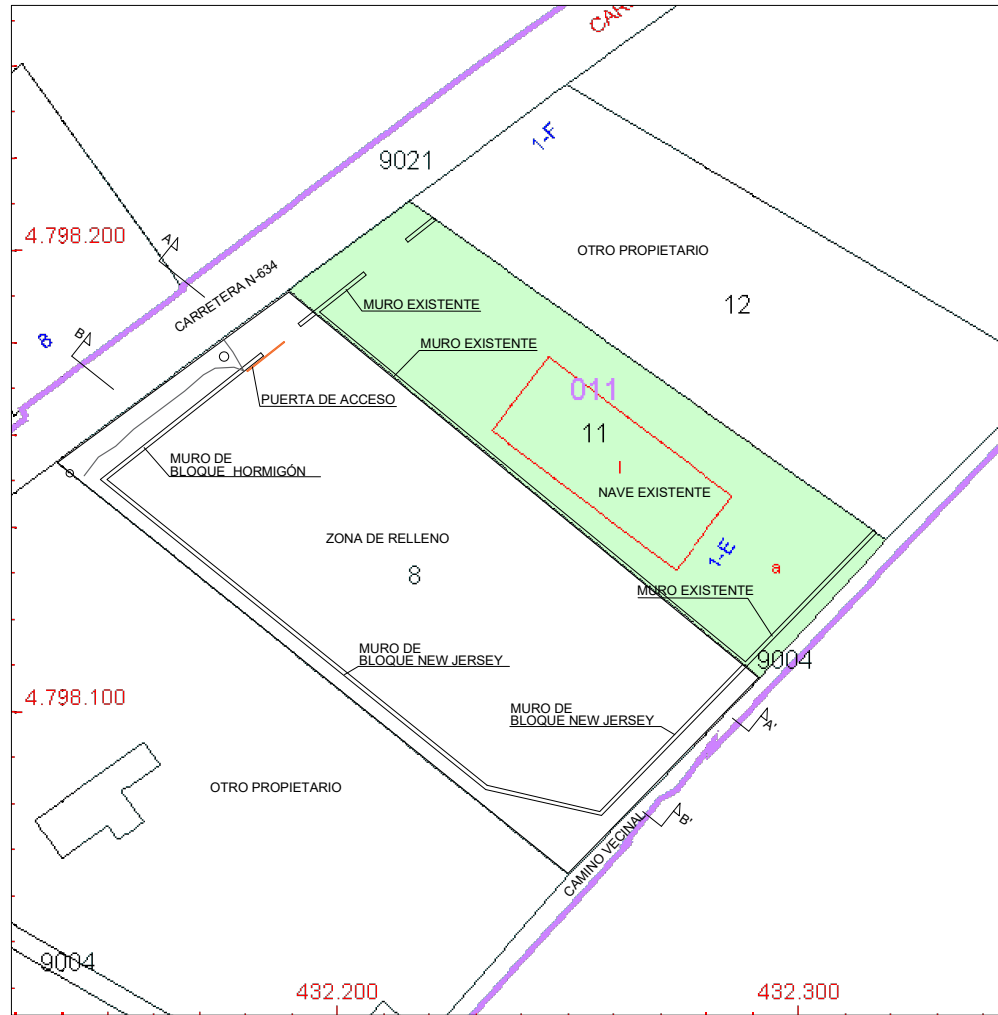 9021
1-F
4.798.200
OTRO PROPIETARIO
A
CARRETERA N-634
12
MURO EXISTENTE
B
8
MURO EXISTENTE
011
PUERTA DE ACCESO
11
MURO DE
BLOQUE HORMIGÓN
I
NAVE EXISTENTE
ZONA DE RELLENO
8
1-E
a
MURO EXISTENTE
MURO DE
BLOQUE NEW JERSEY
9004
4.798.100
MURO DE
BLOQUE NEW JERSEY
A'
OTRO PROPIETARIO
B'
CAMINO VECINAL
9004
432.200
432.300